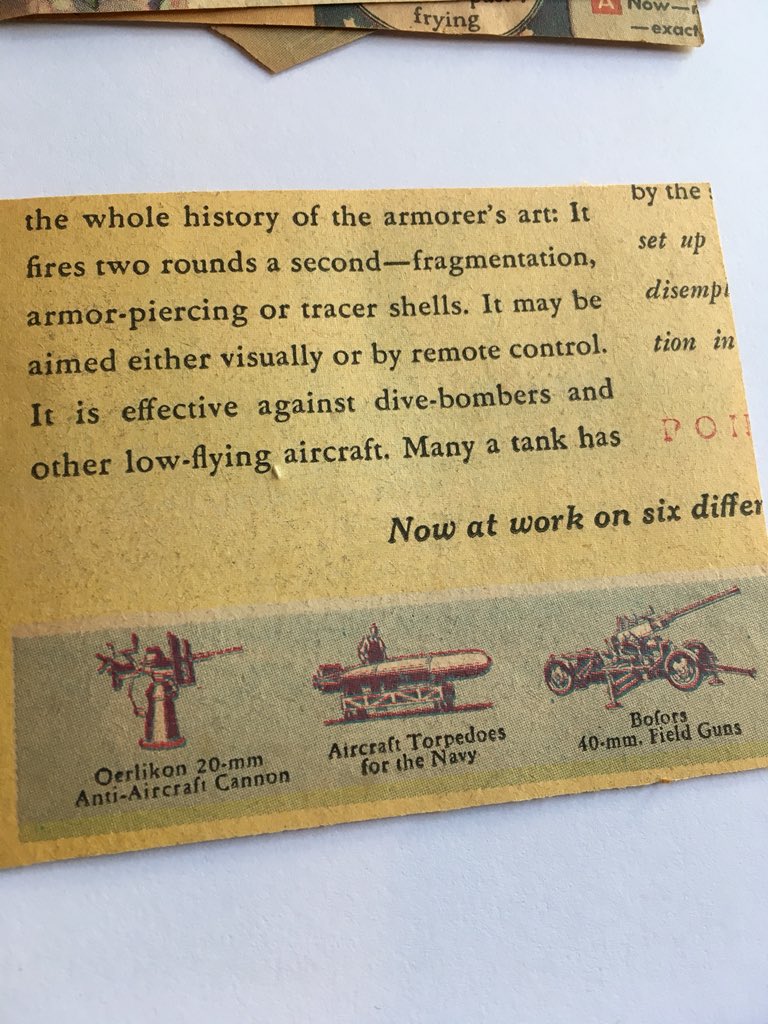 frying
Now—
—exact
the whole history of the armorer's art: It
fires two rounds a second—fragmentation,
armor-piercing or tracer shells. It may be
aimed either visually or by remote control.
It is effective against dive-bombers and
other low-flying aircraft. Many a tank has
by the
set up
disempl
tion in
PO
Now at work on six differ
Oerlikon 20-mm
Anti-Aircraft Cannon
Aircraft Torpedoes
for the Navy
Bofors
40-mm. Field Guns